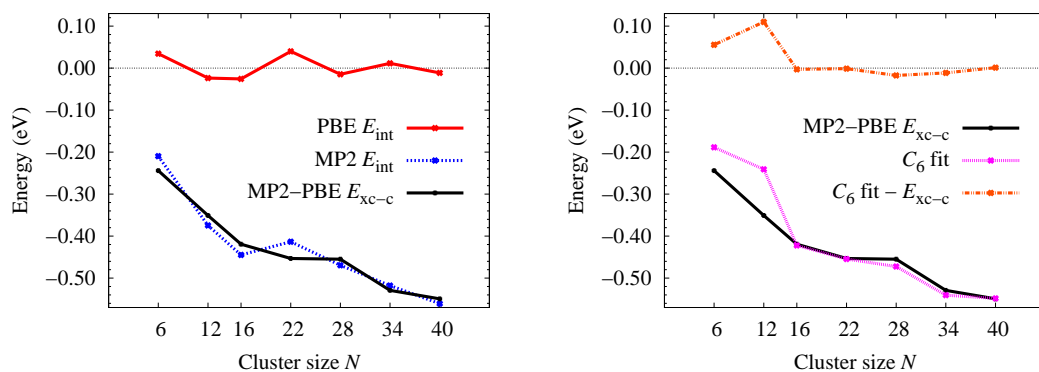 0.10
0.00
−0.10
−0.20
−0.30
−0.40
−0.50
Energy (eV)
PBE E_int
MP2 E_int
MP2−PBE E_xc−c
6 12 16 22 28 34 40
Cluster size N
0.10
0.00
−0.10
−0.20
−0.30
−0.40
−0.50
Energy (eV)
MP2−PBE E_xc−c
C_6 fit
C_6 fit − E_xc−c
6 12 16 22 28 34 40
Cluster size N